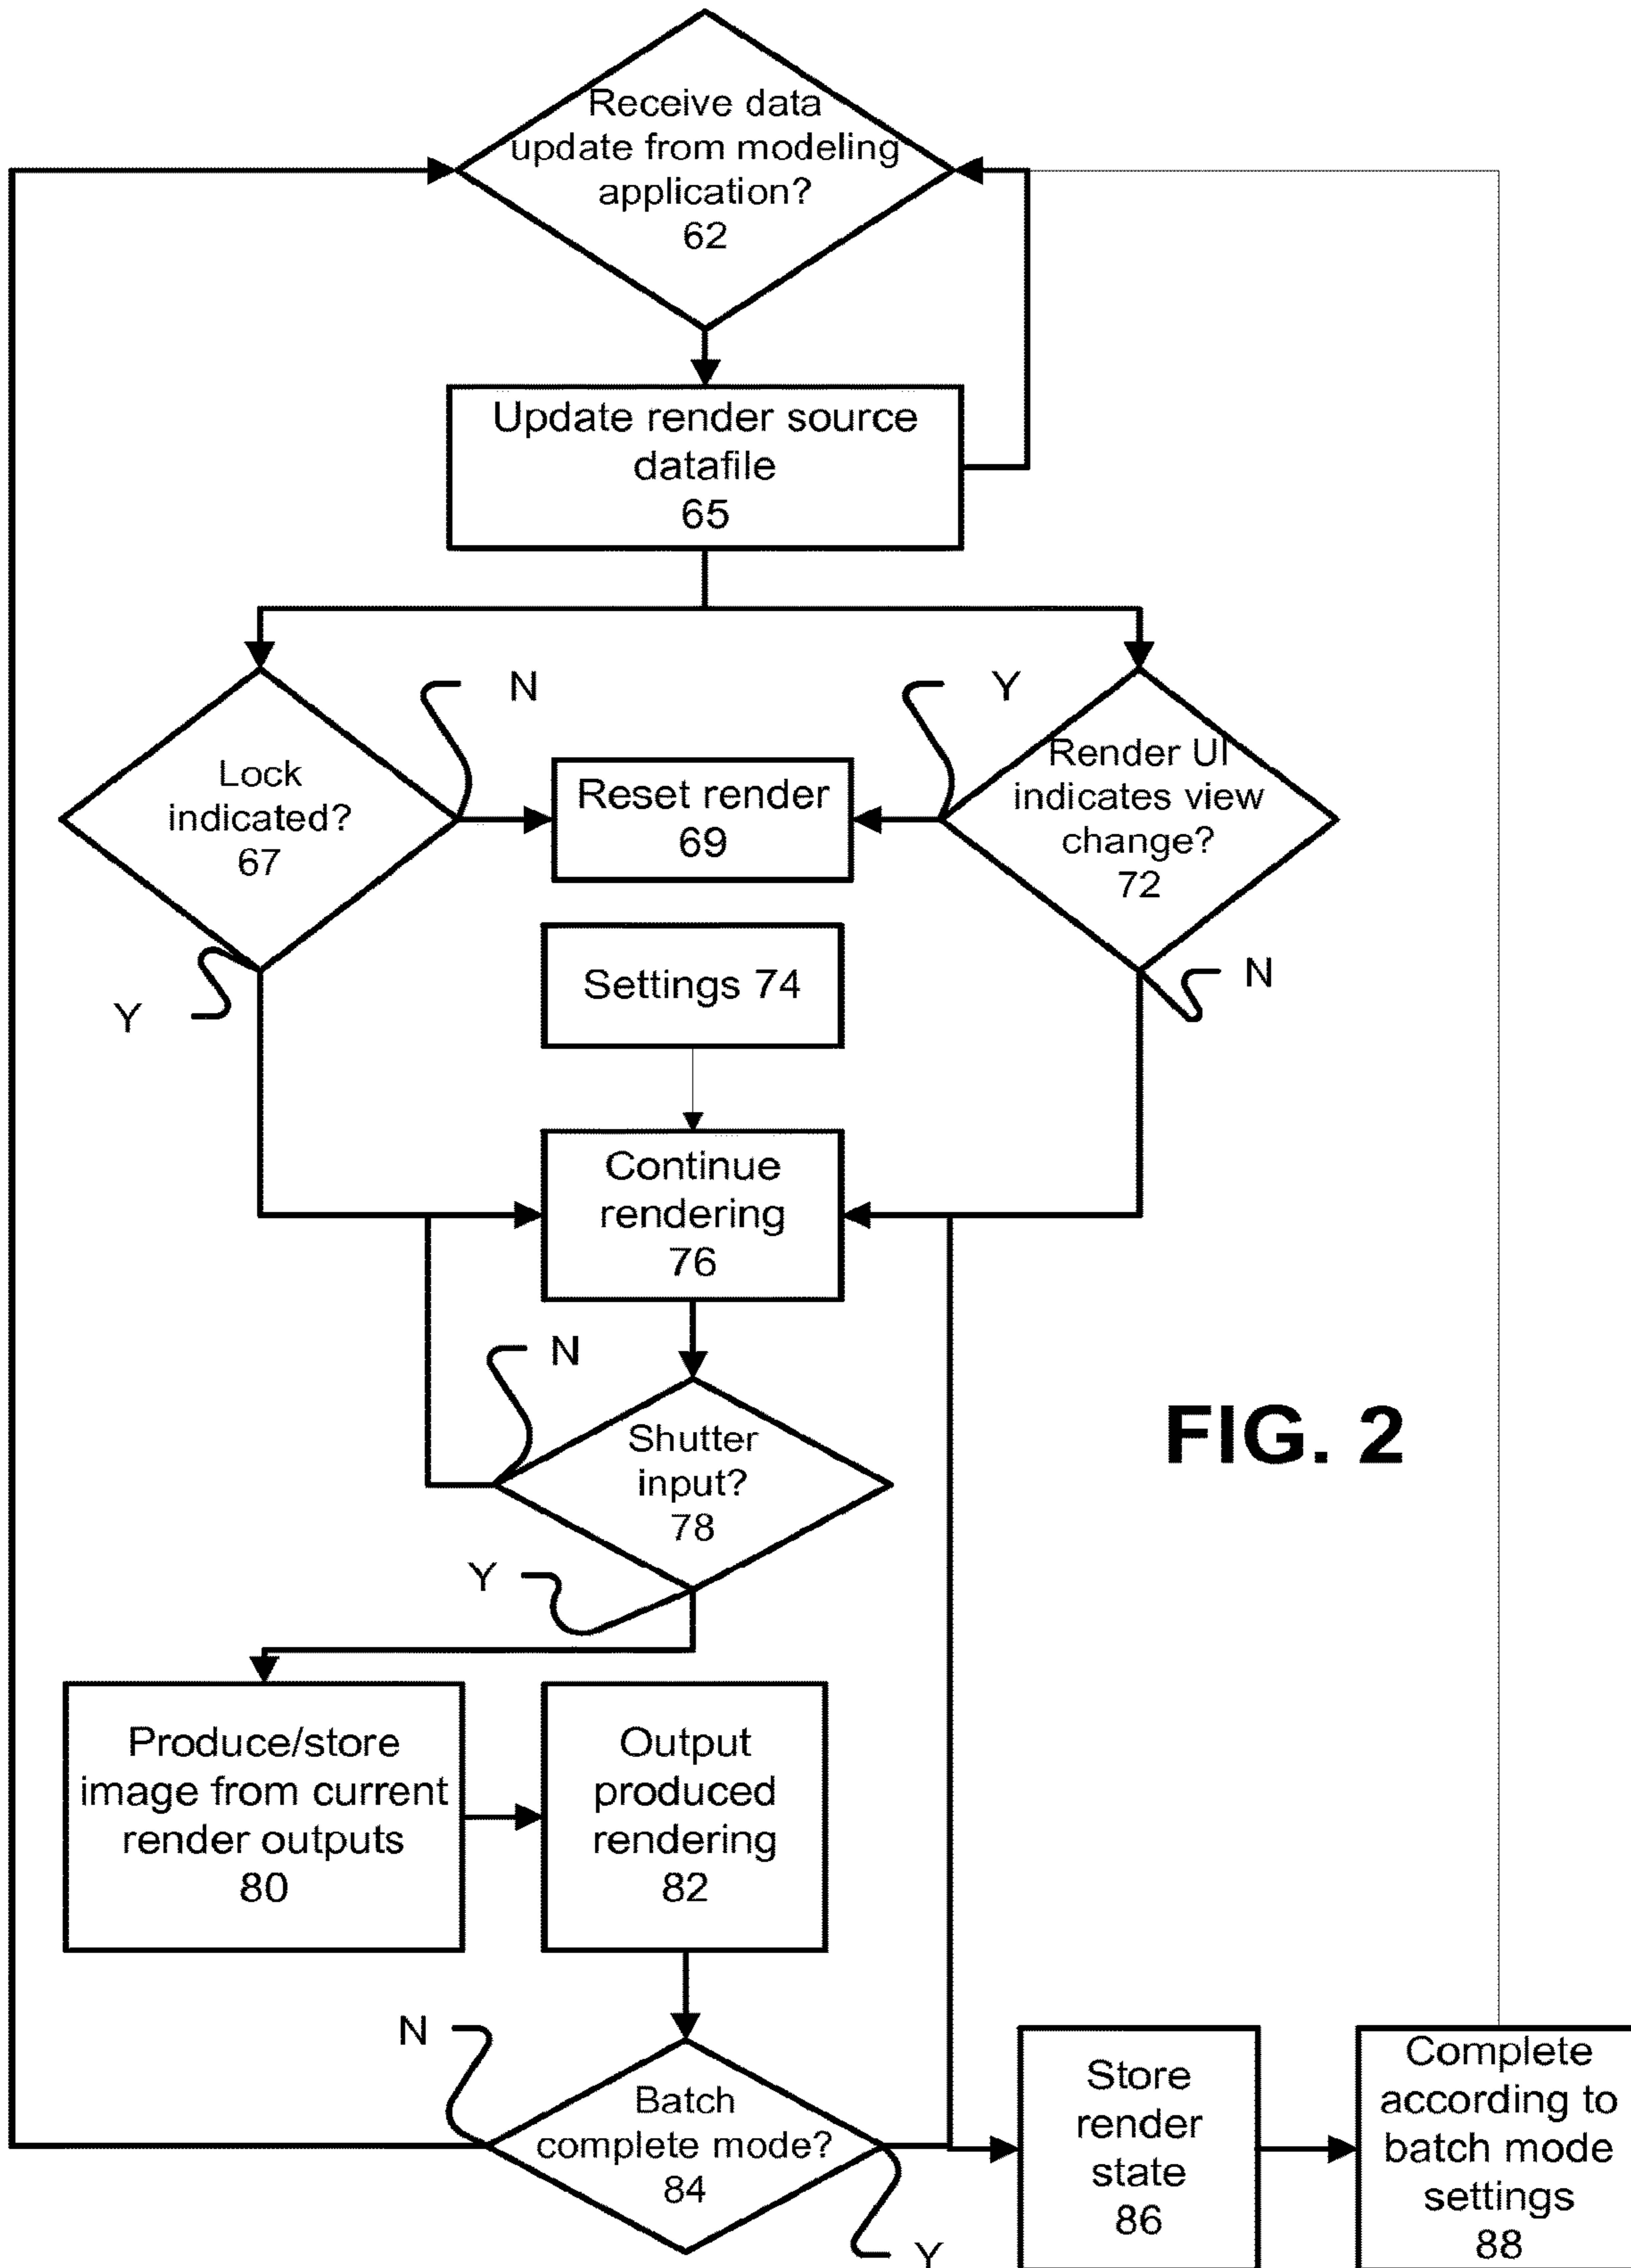 Receive data
update from modeling
application?
62
Update render source
datafile
65
N
Y
Lock
indicated?
67
Reset render
69
Render UI
indicates view
change?
72
Y
Settings 74
N
Continue
rendering
76
N
Shutter
input?
78
FIG. 2
Y
Produce/store
image from current
render outputs
80
Output
produced
rendering
82
N
Batch
complete mode?
84
Y
Store
render
state
86
Complete
according to
batch mode
settings
88